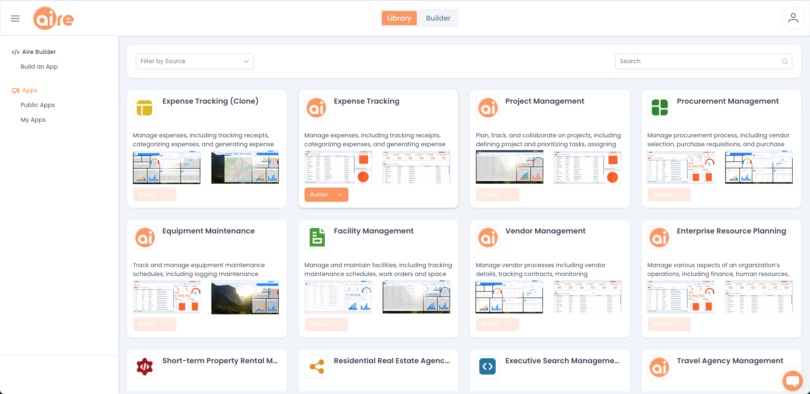 aire
Library
Builder
Aire Builder
Build an App
Apps
Public Apps
My Apps
Filter by Source
Search
Expense Tracking (Clone)
Manage expenses, including tracking receipts,
categorizing expenses, and generating expense
ai
Expense Tracking
Manage expenses, including tracking receipts,
categorizing expenses, and generating expense
Builder
ai
Project Management
Plan, track, and collaborate on projects, including
defining project and prioritizing tasks, assigning
Procurement Management
Manage procurement process, including vendor
selection, purchase requisitions, and purchase
ai
Equipment Maintenance
Track and manage equipment maintenance
schedules, including logging maintenance
Facility Management
Manage and maintain facilities, including tracking
maintenance schedules, work orders and space
ai
Vendor Management
Manage vendor processes including vendor
details, tracking contracts, monitoring
ai
Enterprise Resource Planning
Manage various aspects of an organization's
operations, including finance, human resources,
Short-term Property Rental M...
Residential Real Estate Agenc...
Executive Search Manageme...
ai
Travel Agency Management